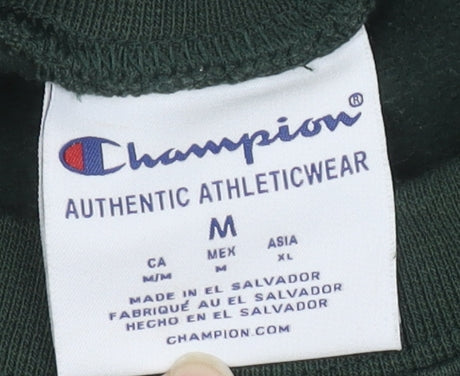 Champion®
AUTHENTIC ATHLETICWEAR
M
CA MEX ASIA
M/M M XL
MADE IN EL SALVADOR
FABRIQUÉ AU EL SALVADOR
HECHO EN EL SALVADOR
CHAMPION.COM